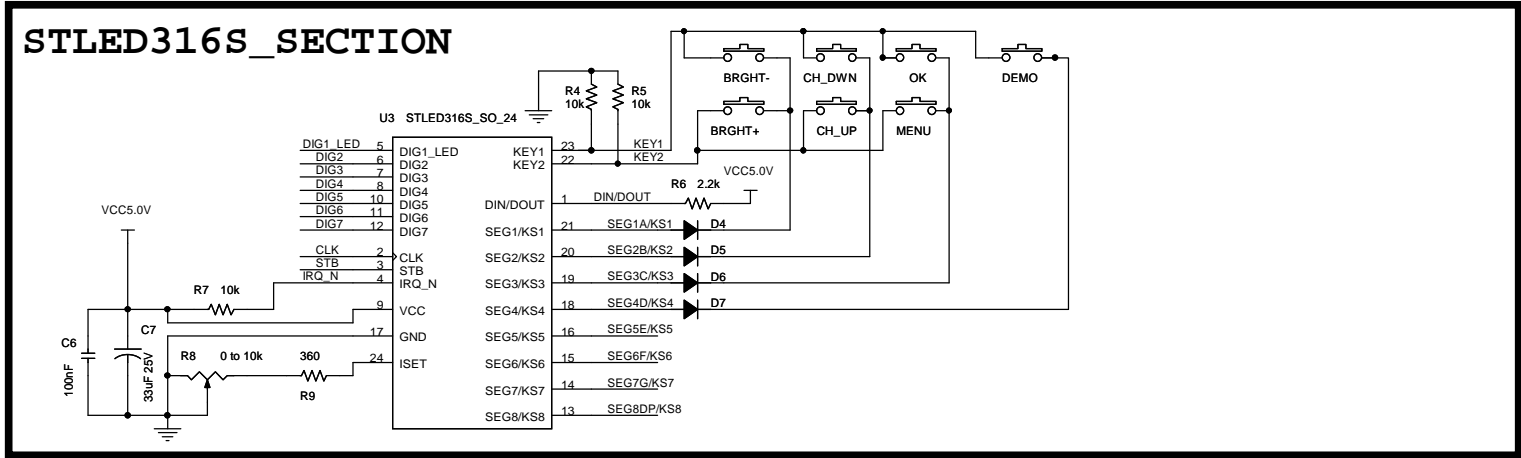 STLED316S_SECTION
BRGHT-
CH_DWN
OK
DEMO
R4
10k
R5
10k
BRGHT+
CH_UP
MENU
U3 STLED316S_SO_24
DIG1_LED 5 DIG1_LED KEY1 23 KEY1
DIG2 6 DIG2 KEY2 22 KEY2
DIG3 7 DIG3
DIG4 8 DIG4
DIG5 10 DIG5
DIG6 11 DIG6
DIG7 12 DIG7
VCC5.0V
R6 2.2k
DIN/DOUT 1 DIN/DOUT
SEG1/KS1 21 SEG1A/KS1 D4
VCC5.0V
CLK 2 CLK SEG2/KS2 20 SEG2B/KS2 D5
STB 3 STB
IRQ_N 4 IRQ_N SEG3/KS3 19 SEG3C/KS3 D6
R7 10k
9 VCC SEG4/KS4 18 SEG4D/KS4 D7
17 GND SEG5/KS5 16 SEG5E/KS5
C6
100nF
C7
33uF 25V
R8 0 to 10k
360
R9
24 ISET SEG6/KS6 15 SEG6F/KS6
SEG7/KS7 14 SEG7G/KS7
SEG8/KS8 13 SEG8DP/KS8